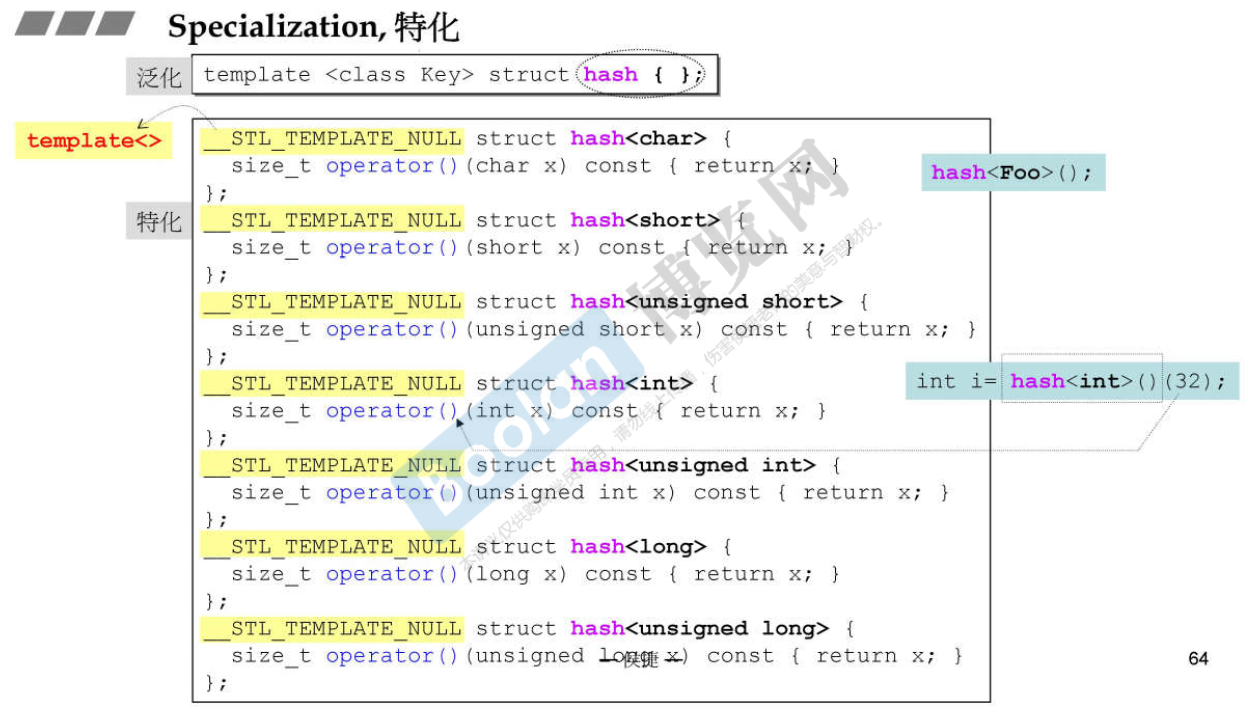 Specialization, 特化
泛化 template <class Key> struct hash { };
template<>
__STL_TEMPLATE_NULL struct hash<char> {
size_t operator()(char x) const { return x; }
};
hash<Foo>();
特化
__STL_TEMPLATE_NULL struct hash<short> {
size_t operator()(short x) const { return x; }
};
__STL_TEMPLATE_NULL struct hash<unsigned short> {
size_t operator()(unsigned short x) const { return x; }
};
__STL_TEMPLATE_NULL struct hash<int> {
size_t operator()(int x) const { return x; }
};
int i= hash<int>()(32);
__STL_TEMPLATE_NULL struct hash<unsigned int> {
size_t operator()(unsigned int x) const { return x; }
};
__STL_TEMPLATE_NULL struct hash<long> {
size_t operator()(long x) const { return x; }
};
__STL_TEMPLATE_NULL struct hash<unsigned long> {
size_t operator()(unsigned long x) const { return x; }
};
— 侯捷 —
64
Boolan 博览网